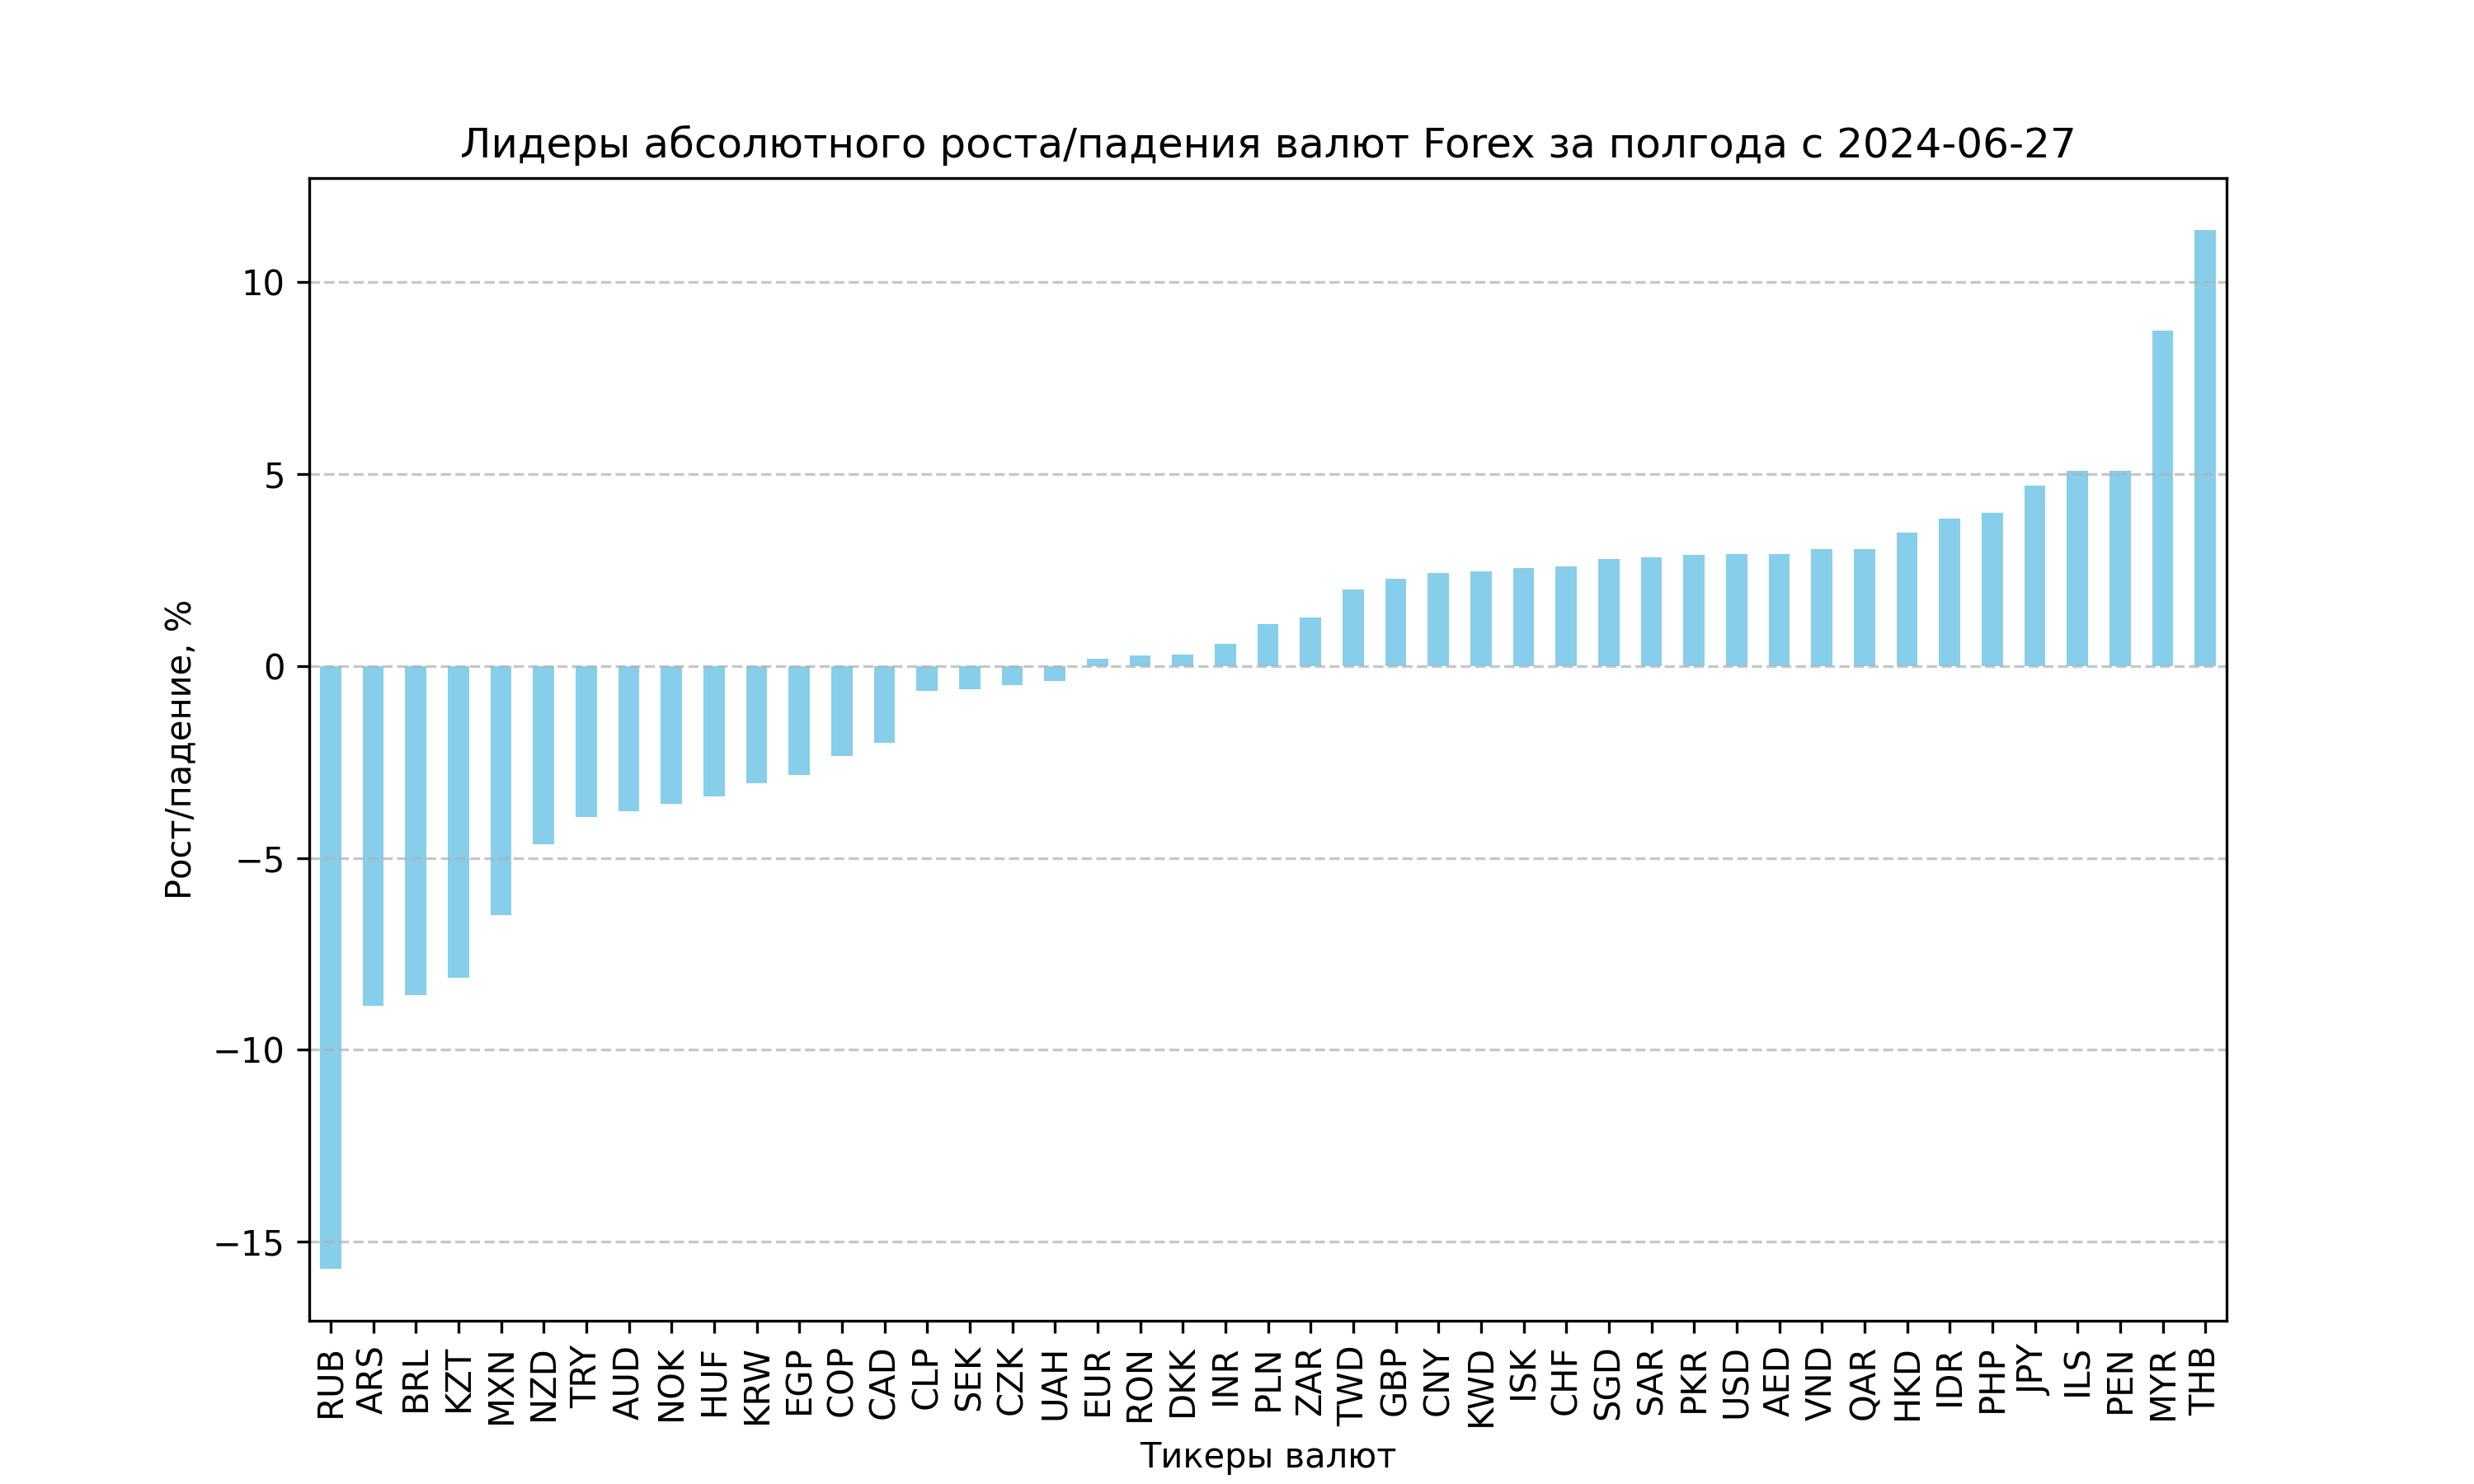 Лидеры абсолютного роста/падения валют Forex за полгода с 2024-06-27
Рост/падение, %
10
5
0
−5
−10
−15
RUB
ARS
BRL
KZT
MXN
NZD
TRY
AUD
NOK
HUF
KRW
EGP
COP
CAD
CLP
SEK
CZK
UAH
EUR
RON
DKK
INR
PLN
ZAR
TWD
GBP
CNY
KWD
ISK
CHF
SGD
SAR
PKR
USD
AED
VND
QAR
HKD
IDR
PHP
JPY
ILS
PEN
MYR
THB
Тикеры валют